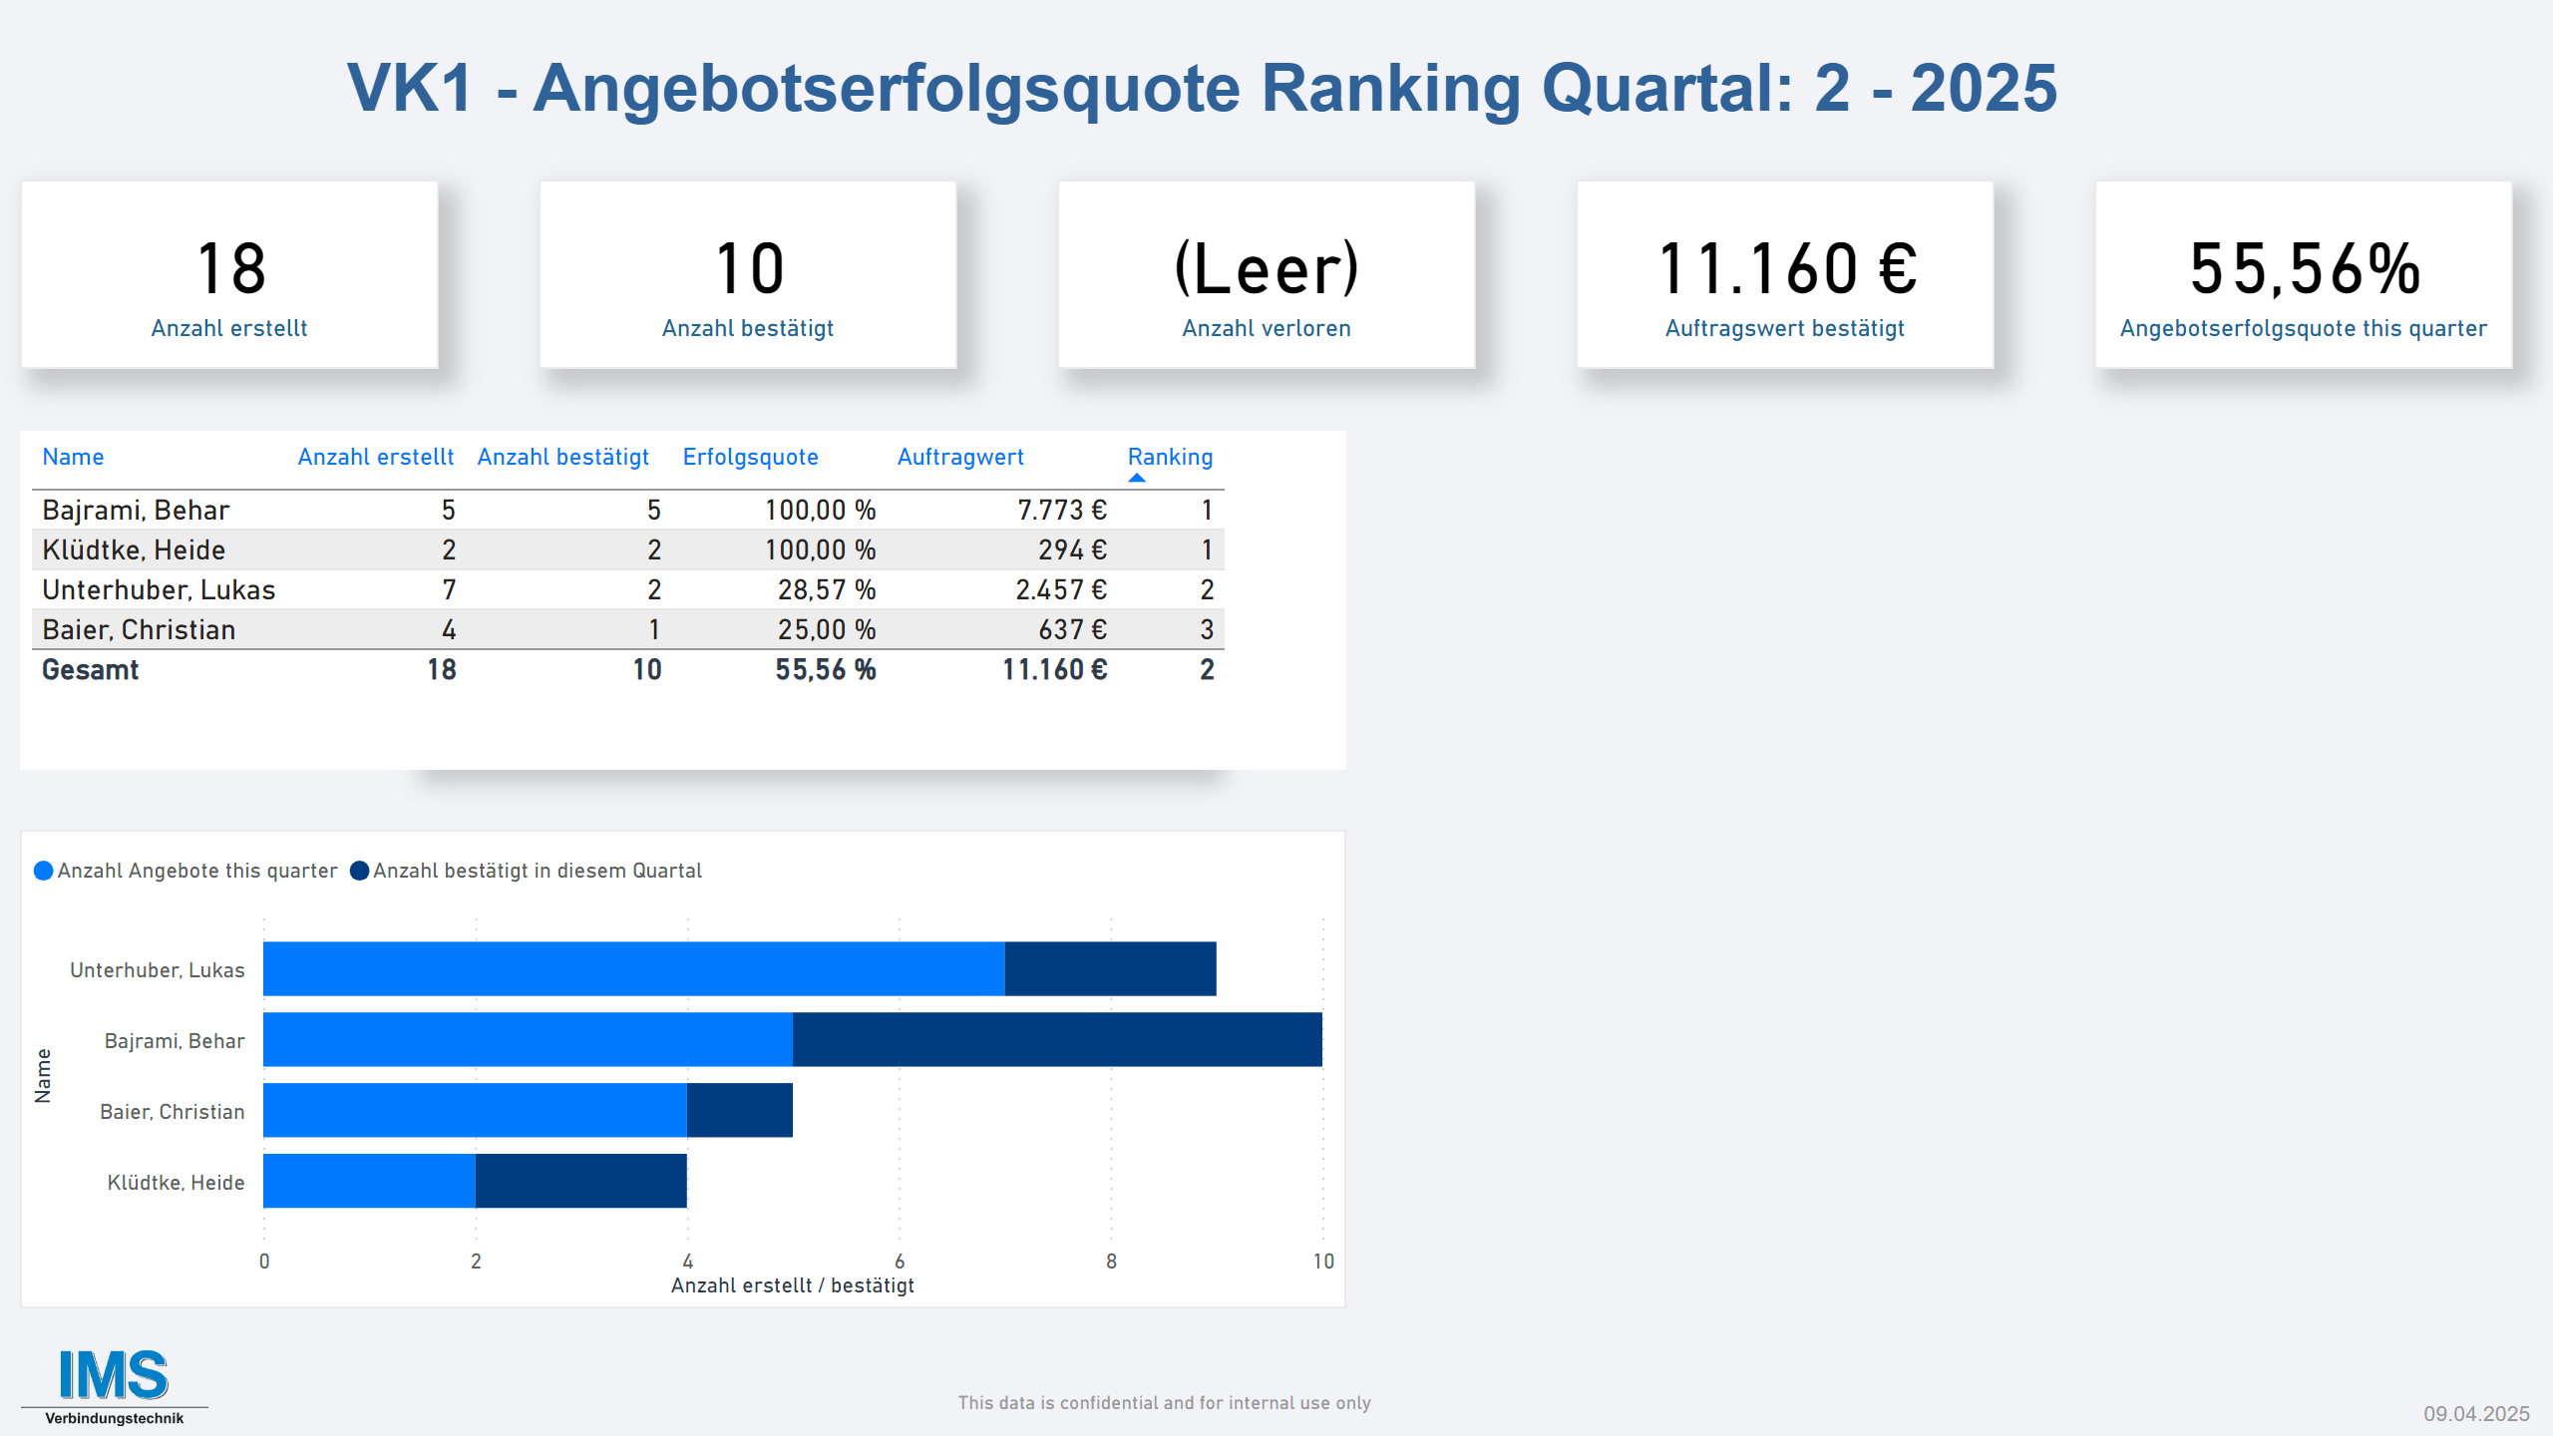 VK1 - Angebotserfolgsquote Ranking Quartal: 2 - 2025
18
Anzahl erstellt
10
Anzahl bestätigt
(Leer)
Anzahl verloren
11.160 €
Auftragswert bestätigt
55,56%
Angebotserfolgsquote this quarter
Name Anzahl erstellt Anzahl bestätigt Erfolgsquote Auftragwert Ranking
Bajrami, Behar 5 5 100,00 % 7.773 € 1
Klüdtke, Heide 2 2 100,00 % 294 € 1
Unterhuber, Lukas 7 2 28,57 % 2.457 € 2
Baier, Christian 4 1 25,00 % 637 € 3
Gesamt 18 10 55,56 % 11.160 € 2
Anzahl Angebote this quarter Anzahl bestätigt in diesem Quartal
Name
Unterhuber, Lukas
Bajrami, Behar
Baier, Christian
Klüdtke, Heide
0 2 4 6 8 10
Anzahl erstellt / bestätigt
IMS
Verbindungstechnik
This data is confidential and for internal use only
09.04.2025